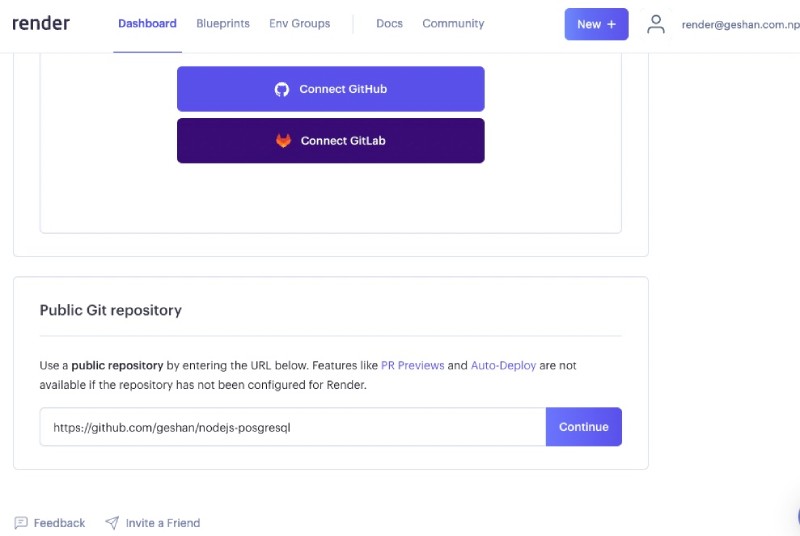 render Dashboard Blueprints Env Groups Docs Community New + render@geshan.com.np
Connect GitHub
Connect GitLab
Public Git repository
Use a public repository by entering the URL below. Features like PR Previews and Auto-Deploy are not
available if the repository has not been configured for Render.
https://github.com/geshan/nodejs-posgresql Continue
Feedback Invite a Friend